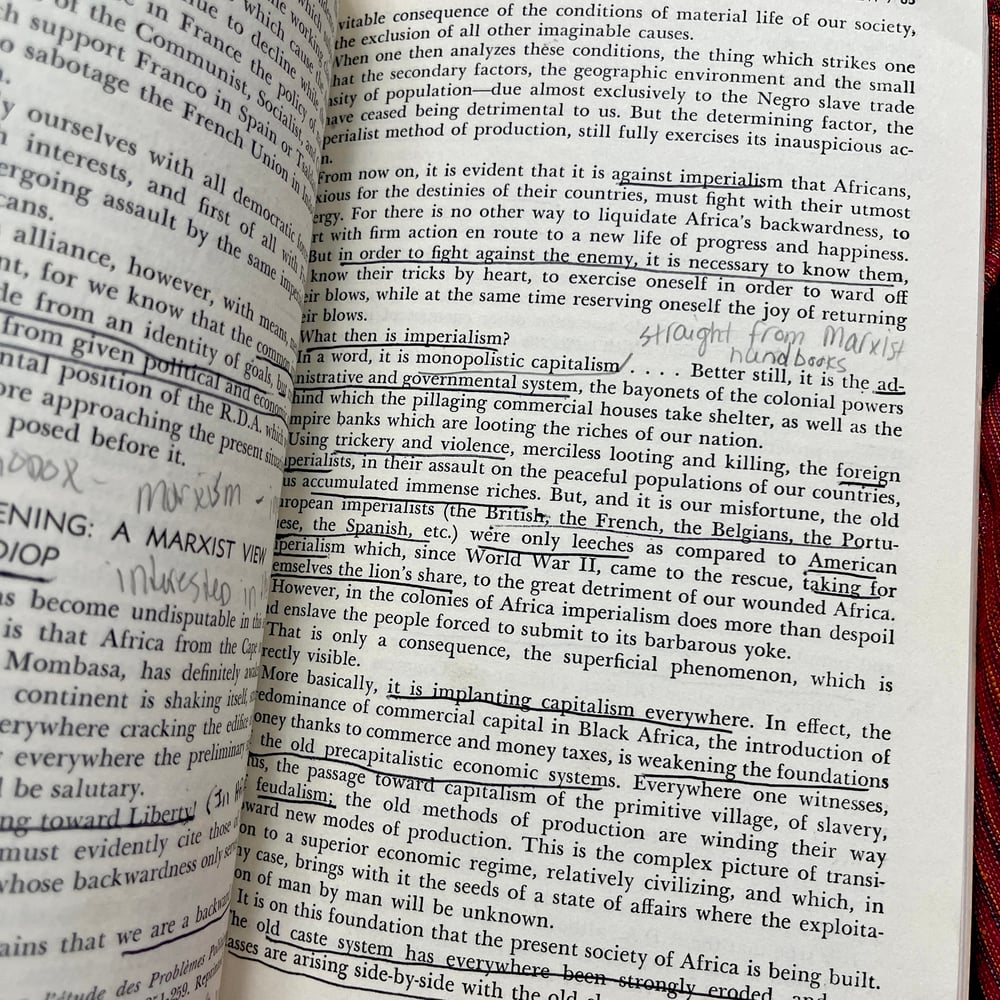 in France the policy of
of the Communist, Socialist, and
support Franco in Spain or
o sabotage the French Union in
y ourselves with all democratic
interests, and first of all with
ergoing assault by the same
cans.
alliance, however, with
nt, for we know that the common
de from an identity of goals, but
from given political and
ntal position of the R.D.A. which
ore approaching the present
posed before it.
Marxism -
ENING: A MARXIST VIEW
DIOP
interested in
as become undisputable in
is that Africa from the Cape
Mombasa, has definitely
continent is shaking itself,
erywhere cracking the edifice
everywhere the preliminary
l be salutary.
ng toward Liberty! (In
must evidently cite those
whose backwardness only
ains that we are a
l'étude des Problèmes
vitable consequence of the conditions of material life of our society,
the exclusion of all other imaginable causes.
When one then analyzes these conditions, the thing which strikes one
hat the secondary factors, the geographic environment and the small
nsity of population—due almost exclusively to the Negro slave trade
have ceased being detrimental to us. But the determining factor, the
perialist method of production, still fully exercises its inauspicious ac-
n.
From now on, it is evident that it is against imperialism that Africans,
xious for the destinies of their countries, must fight with their utmost
ergy. For there is no other way to liquidate Africa's backwardness, to
rt with firm action en route to a new life of progress and happiness.
But in order to fight against the enemy, it is necessary to know them,
know their tricks by heart, to exercise oneself in order to ward off
eir blows, while at the same time reserving oneself the joy of returning
eir blows.
straight from Marxist
handbooks
What then is imperialism?
In a word, it is monopolistic capitalism . . . . Better still, it is the ad-
nistrative and governmental system, the bayonets of the colonial powers
hind which the pillaging commercial houses take shelter, as well as the
mpire banks which are looting the riches of our nation.
Using trickery and violence, merciless looting and killing, the foreign
perialists, in their assault on the peaceful populations of our countries,
us accumulated immense riches. But, and it is our misfortune, the old
uropean imperialists (the British, the French, the Belgians, the Portu-
ese, the Spanish, etc.) were only leeches as compared to American
perialism which, since World War II, came to the rescue, taking for
emselves the lion's share, to the great detriment of our wounded Africa.
However, in the colonies of Africa imperialism does more than despoil
nd enslave the people forced to submit to its barbarous yoke.
That is only a consequence, the superficial phenomenon, which is
rectly visible.
More basically, it is implanting capitalism everywhere. In effect, the
edominance of commercial capital in Black Africa, the introduction of
oney thanks to commerce and money taxes, is weakening the foundations
the old precapitalistic economic systems. Everyone one witnesses,
us, the passage toward capitalism of the primitive village, of slavery,
feudalism; the old methods of production are winding their way
ward new modes of production. This is the complex picture of transi-
on to a superior economic regime, relatively civilizing, and which, in
ny case, brings with it the seeds of a state of affairs where the exploita-
on of man by man will be unknown.
It is on this foundation that the present society of Africa is being built.
The old caste system has everywhere been strongly eroded, and
asses are arising side-by-side with the old